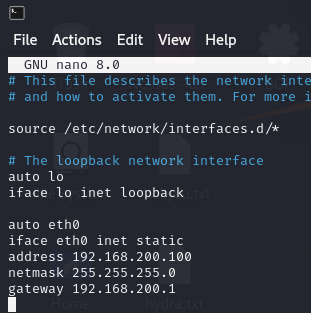 File Actions Edit View Help
GNU nano 8.0
# This file describes the network inte
# and how to activate them. For more i
source /etc/network/interfaces.d/*
# The loopback network interface
auto lo
iface lo inet loopback
auto eth0
iface eth0 inet static
address 192.168.200.100
netmask 255.255.255.0
gateway 192.168.200.1
Home hydra.txt